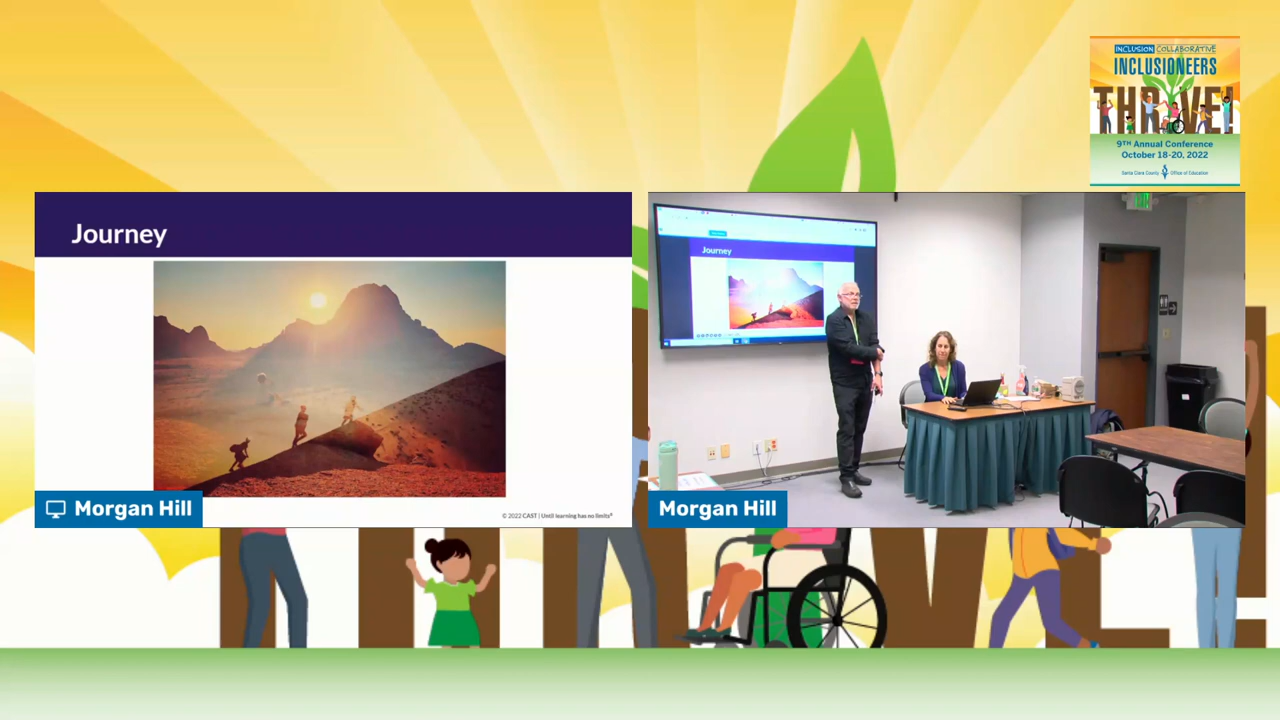 INCLUSION COLLABORATIVE
INCLUSIONEERS
THRIVE!
9TH Annual Conference
October 18-20, 2022
Santa Clara County Office of Education
Journey
Morgan Hill
© 2022 CAST | Until learning has no limits®
Journey
Morgan Hill
THRIVE!